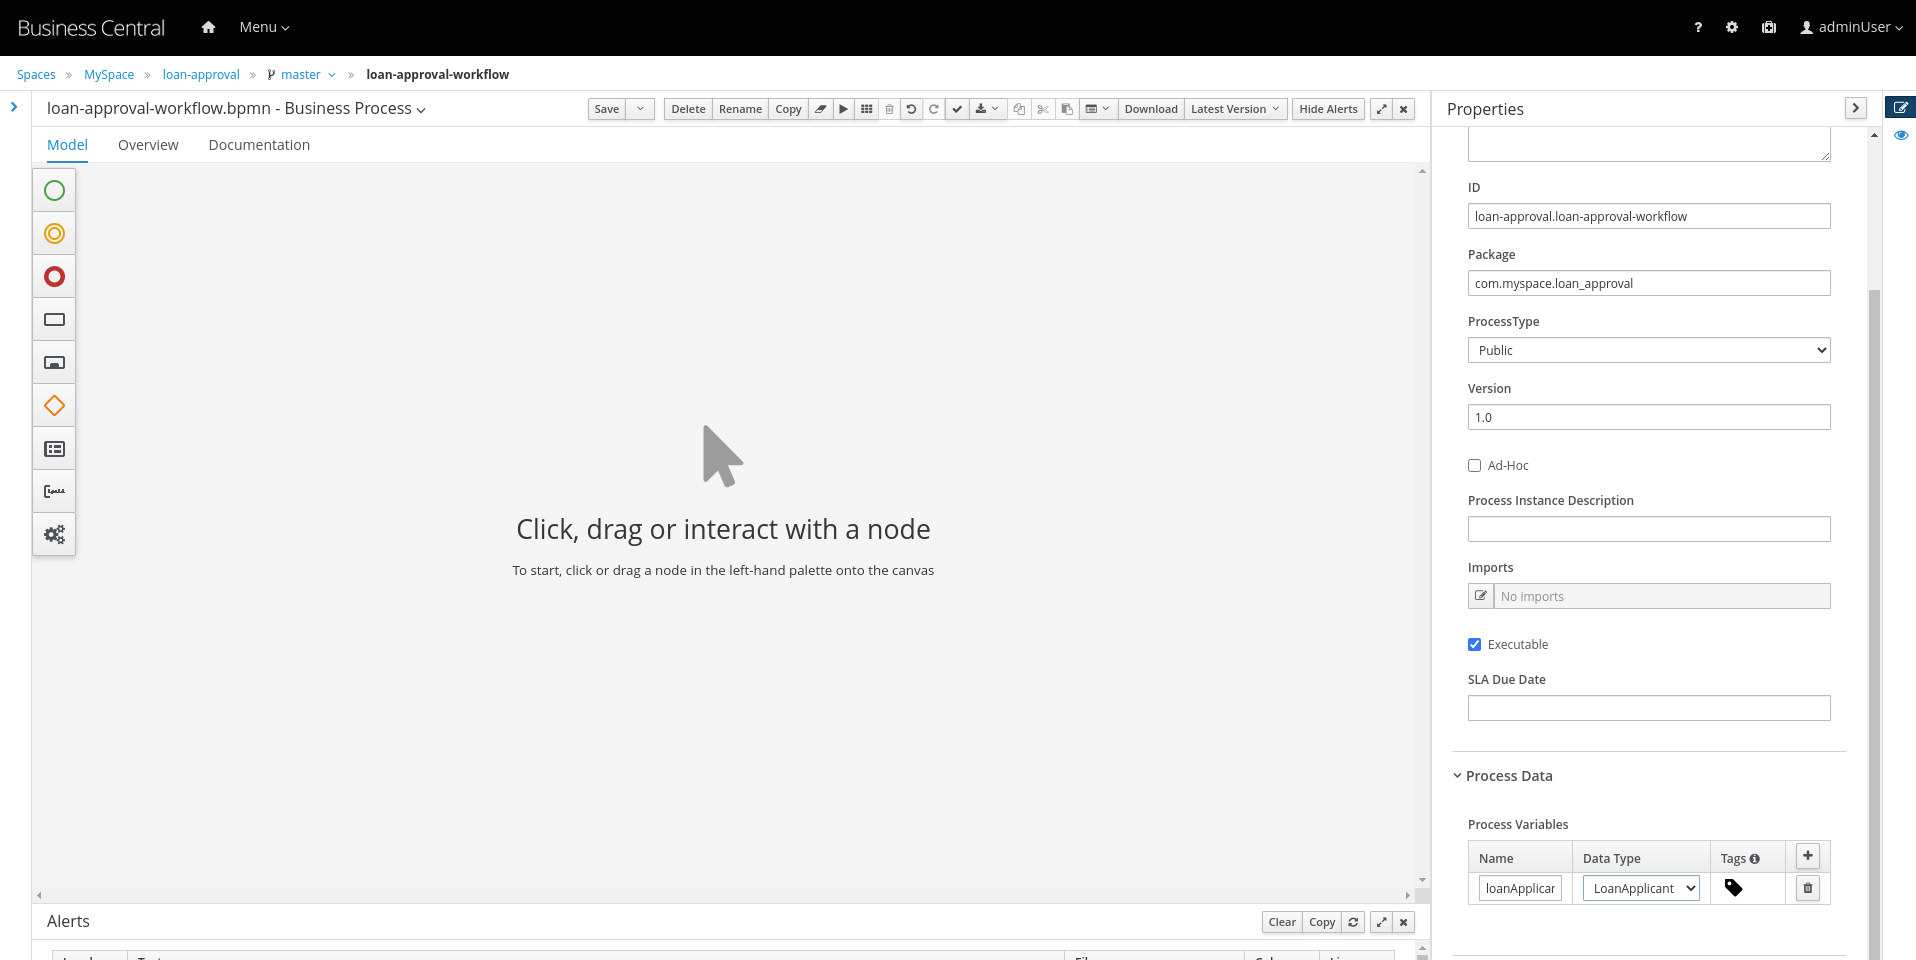 Business Central
Menu
?
adminUser
Spaces » MySpace » loan-approval » master » loan-approval-workflow
loan-approval-workflow.bpmn - Business Process
Save
Delete
Rename
Copy
Download
Latest Version
Hide Alerts
Properties
Model
Overview
Documentation
ID
loan-approval.loan-approval-workflow
Package
com.myspace.loan_approval
ProcessType
Public
Version
1.0
Ad-Hoc
Process Instance Description
Click, drag or interact with a node
To start, click or drag a node in the left-hand palette onto the canvas
Imports
No imports
Executable
SLA Due Date
Process Data
Process Variables
Name
Data Type
Tags
loanApplicar
LoanApplicant
Alerts
Clear
Copy